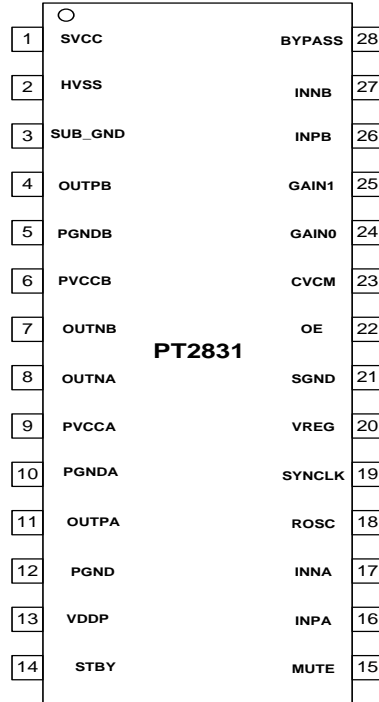 1 SVCC BYPASS 28
2 HVSS INNB 27
3 SUB_GND INPB 26
4 OUTPB GAIN1 25
5 PGNDB GAIN0 24
6 PVCCB CVCM 23
7 OUTNB OE 22
PT2831
8 OUTNA SGND 21
9 PVCCA VREG 20
10 PGNDA SYNCLK 19
11 OUTPA ROSC 18
12 PGND INNA 17
13 VDDP INPA 16
14 STBY MUTE 15